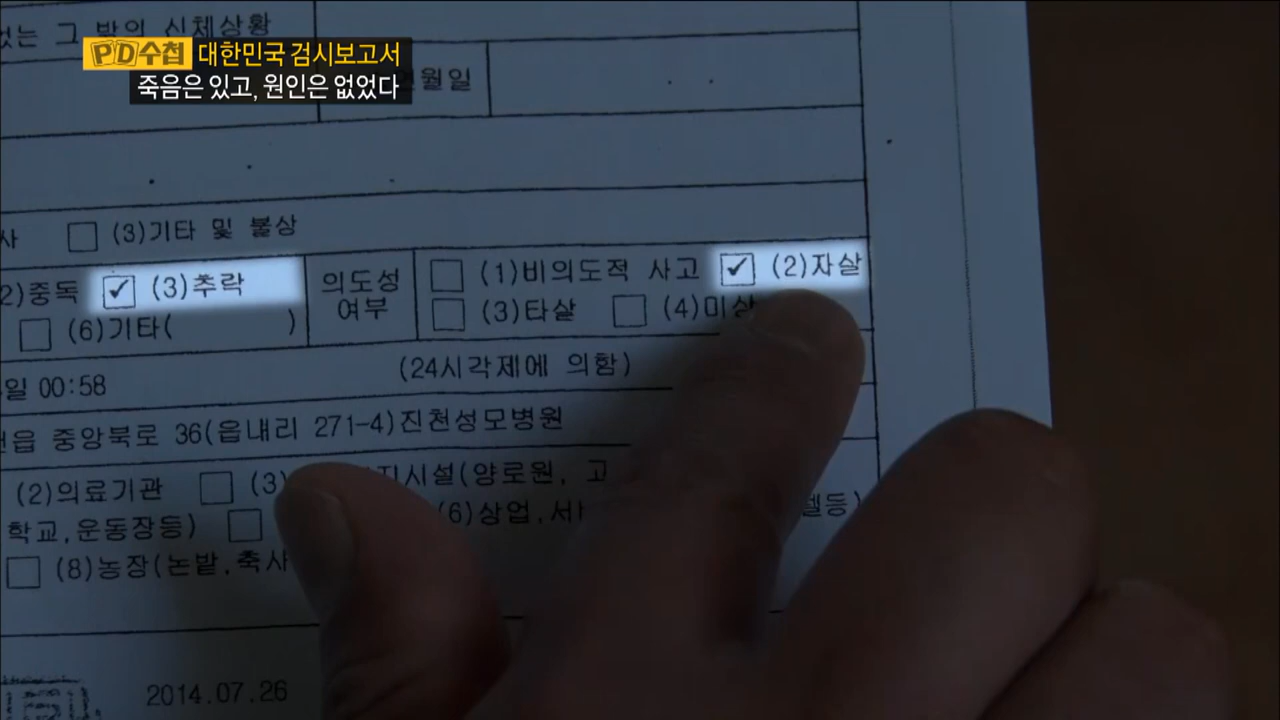 없는 그 밖의 신체상황
PD수첩 대한민국 검시보고서
죽음은 있고, 원인은 없었다
월일
(3)기타 및 불상
2)중독 ✓ (3)추락
의도성
여부
(1)비의도적 사고 ✓ (2)자살
(6)기타( )
(3)타살 (4)미상
일 00:58 (24시각제에 의함)
읍 중앙북로 36(읍내리 271-4)진천성모병원
(2)의료기관 (3) 시설(양로원, 고
학교,운동장등) (6)상업,서 텔등)
(8)농장(논밭,축사
2014.07.26